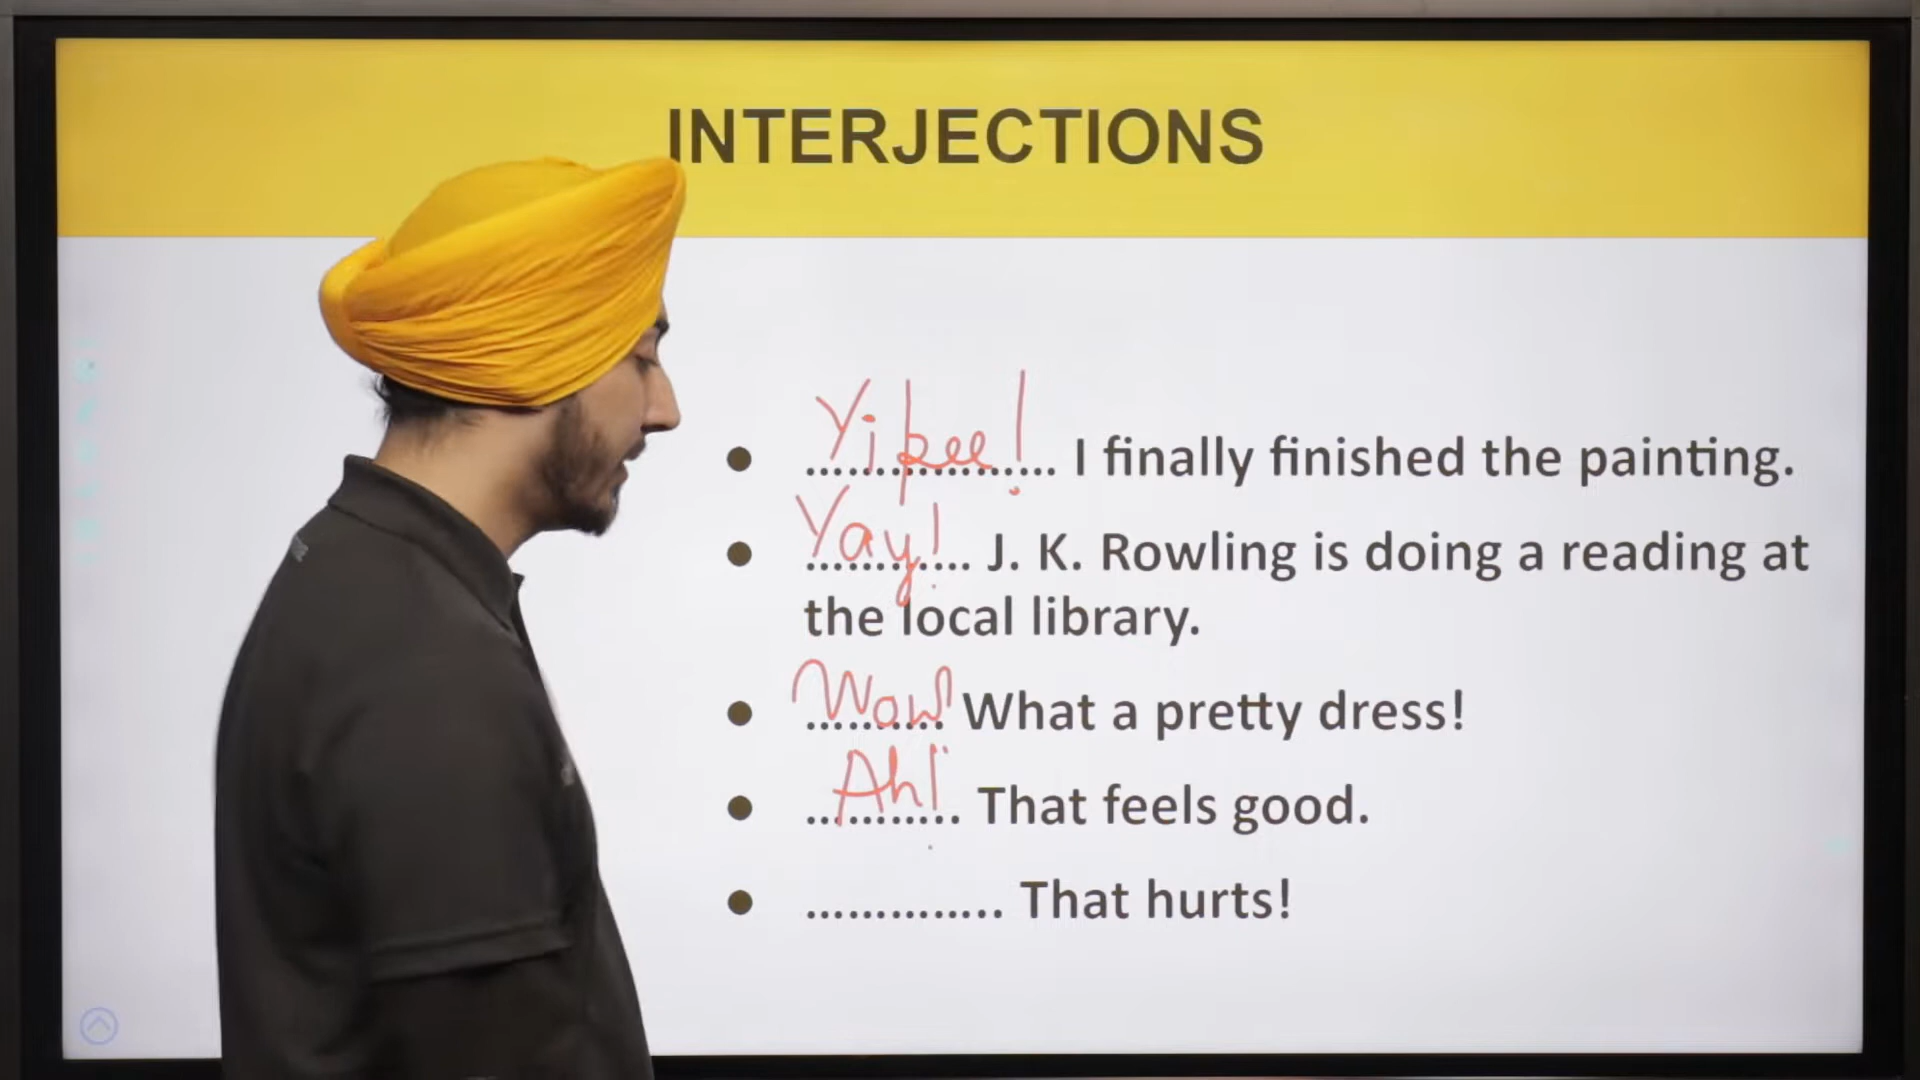 INTERJECTIONS
● Yipee! .................. I finally finished the painting.
● Yay! ............ J. K. Rowling is doing a reading at
the local library.
● Wow! .......... What a pretty dress!
● Ah! ........... That feels good.
● .............. That hurts!